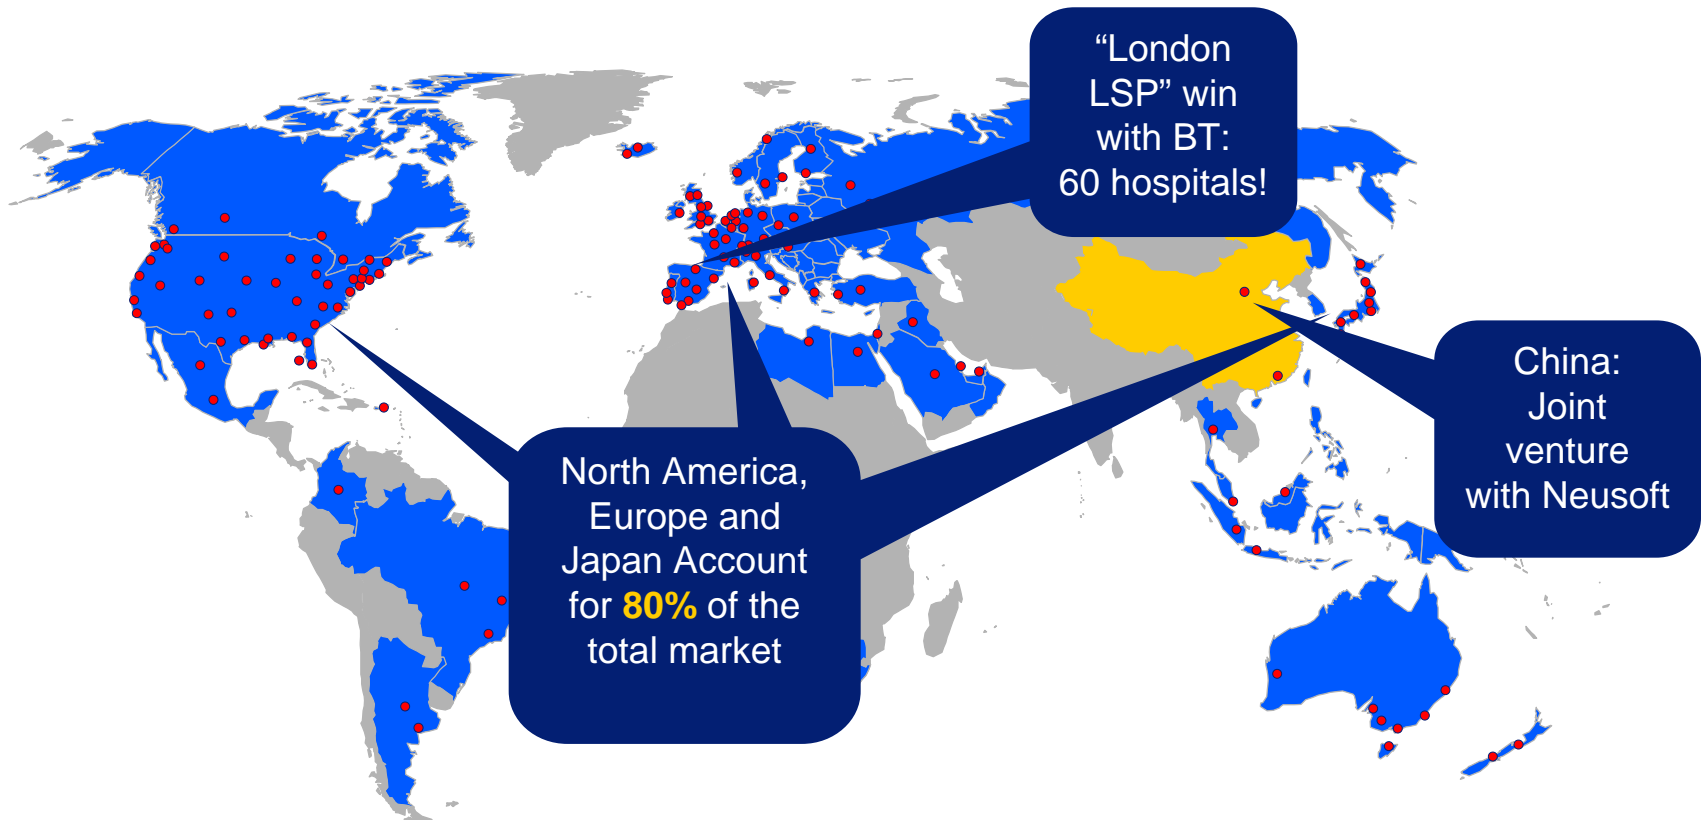 “London
LSP” win
with BT:
60 hospitals!
North America,
Europe and
Japan Account
for 80% of the
total market
China:
Joint
venture
with Neusoft